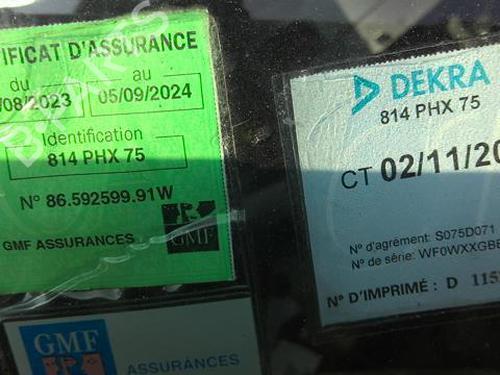 IFICAT D'ASSURANCE
du au
/08/2023 05/09/2024
Identification
814 PHX 75
N° 86.592599.91W
GMF ASSURANCES GMF
GMF
ASSURANCES
DEKRA
814 PHX 75
CT 02/11/20
N° d'agrément: S075D071
N° de série: WF0WXXGBB
N° D'IMPRIMÉ : D 115